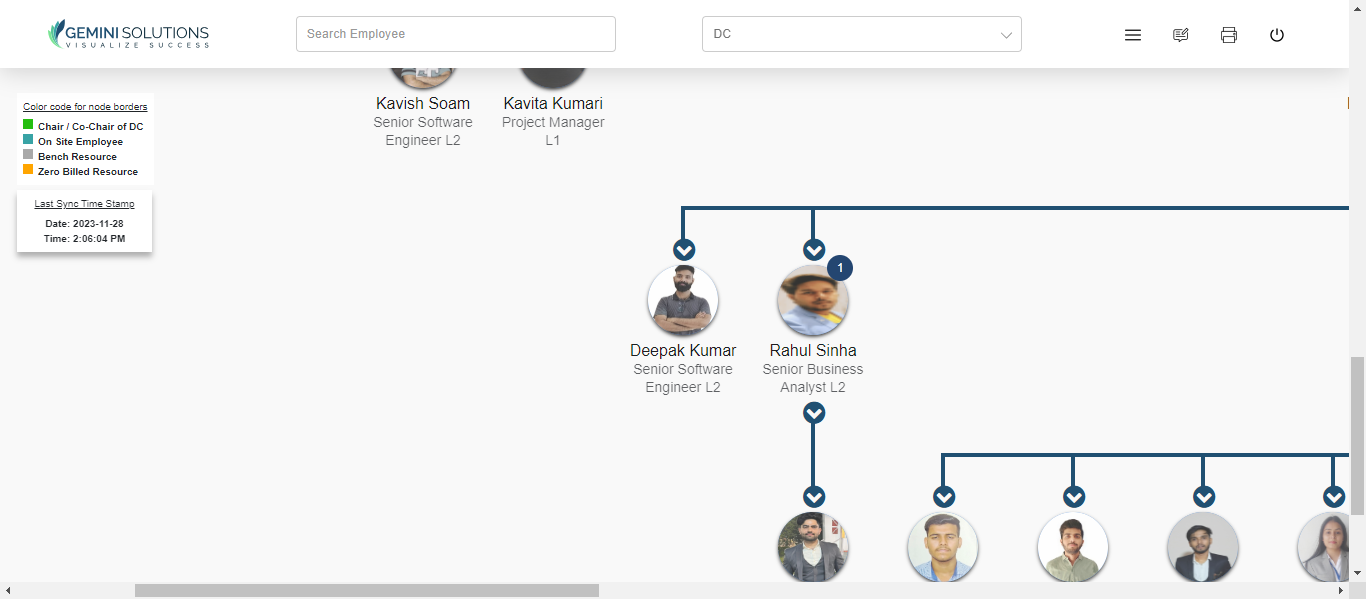 GEMINI SOLUTIONS
VISUALIZE SUCCESS
Search Employee
DC
Color code for node borders
Chair / Co-Chair of DC
On Site Employee
Bench Resource
Zero Billed Resource
Last Sync Time Stamp
Date: 2023-11-28
Time: 2:06:04 PM
Kavish Soam
Senior Software
Engineer L2
Kavita Kumari
Project Manager
L1
1
Deepak Kumar
Senior Software
Engineer L2
Rahul Sinha
Senior Business
Analyst L2